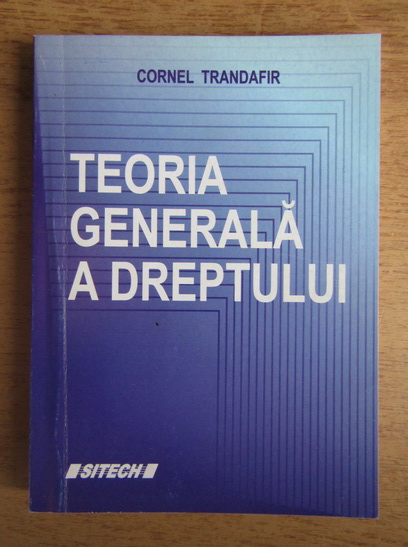 CORNEL TRANDAFIR
TEORIA
GENERALĂ
A DREPTULUI
SITECH